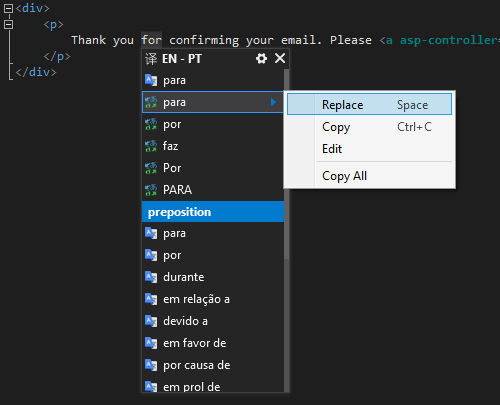 <div>
<p>
Thank you for confirming your email. Please <a asp-controller=
</p>
</div>
译 EN - PT
para
para
por
faz
Por
PARA
preposition
para
por
durante
em relação a
devido a
em favor de
por causa de
em prol de
Replace Space
Copy Ctrl+C
Edit
Copy All